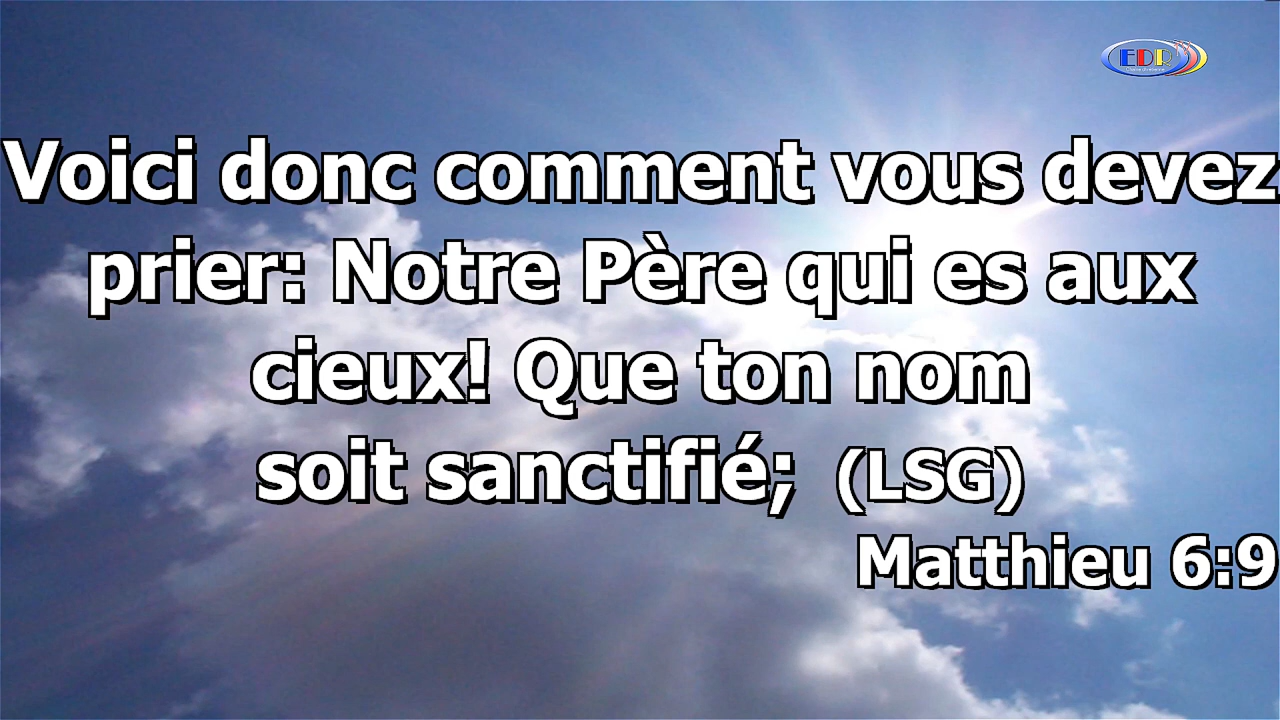 EDR
Voici donc comment vous devez
prier: Notre Père qui es aux
cieux! Que ton nom
soit sanctifié; (LSG)
Matthieu 6:9